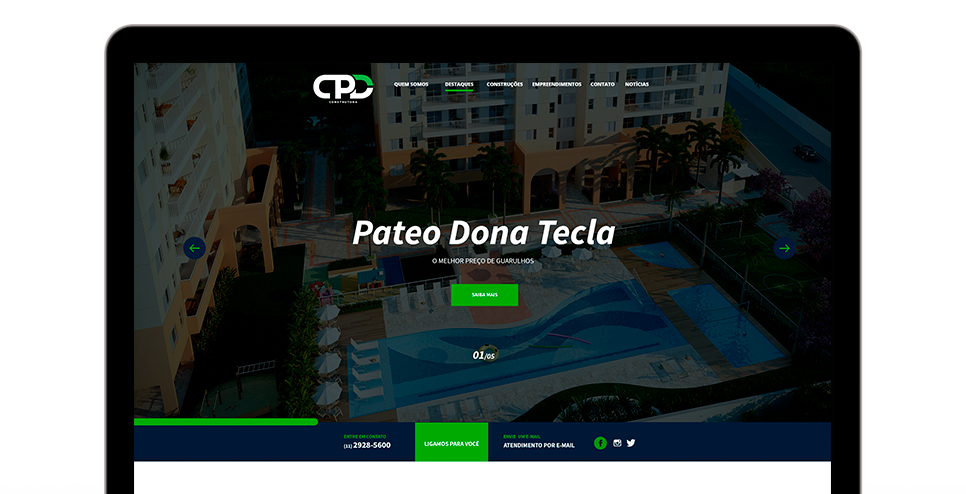 CPD
CONSTRUTORA
QUEM SOMOS DESTAQUES CONSTRUÇÕES EMPREENDIMENTOS CONTATO NOTÍCIAS
Pateo Dona Tecla
O MELHOR PREÇO DE GUARULHOS
SAIBA MAIS
01/05
ENTRE EM CONTATO
(11) 2928-5600
LIGAMOS PARA VOCÊ
ENVIE UM E-MAIL
ATENDIMENTO POR E-MAIL